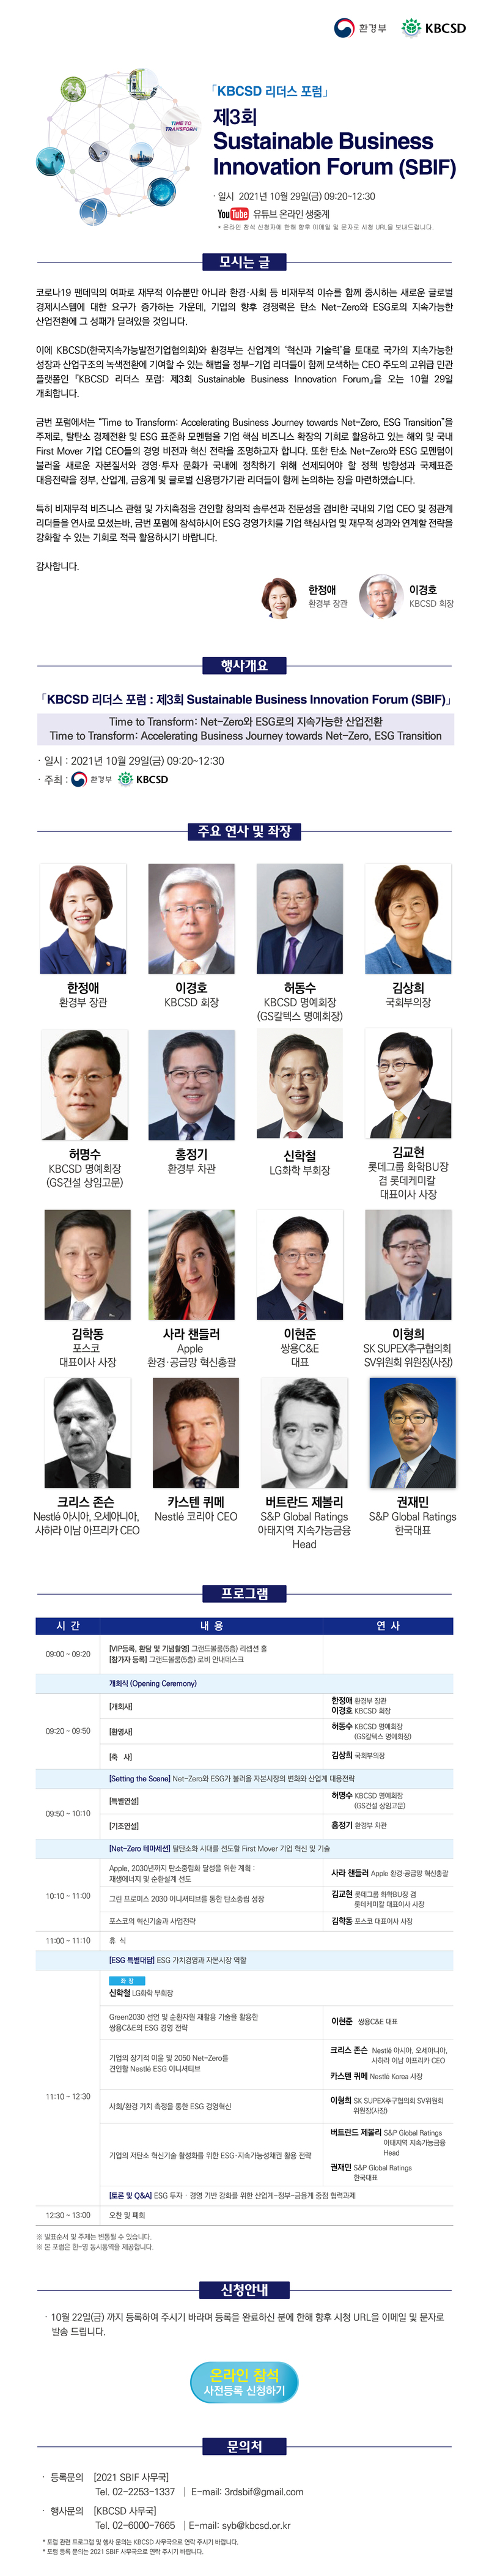 환경부 KBCSD
「KBCSD 리더스 포럼」
제3회
Sustainable Business
Innovation Forum (SBIF)
TIME TO
TRANSFORM
· 일시 2021년 10월 29일(금) 09:20~12:30
YouTube 유튜브 온라인 생중계
* 온라인 참석 신청자에 한해 향후 이메일 및 문자로 시청 URL을 보내드립니다.
모시는 글
코로나19 팬데믹의 여파로 재무적 이슈뿐만 아니라 환경·사회 등 비재무적 이슈를 함께 중시하는 새로운 글로벌
경제시스템에 대한 요구가 증가하는 가운데, 기업의 향후 경쟁력은 탄소 Net-Zero와 ESG로의 지속가능한
산업전환에 그 성패가 달려있을 것입니다.
이에 KBCSD(한국지속가능발전기업협의회)와 환경부는 산업계의 ‘혁신과 기술력’을 토대로 국가의 지속가능한
성장과 산업구조의 녹색전환에 기여할 수 있는 해법을 정부-기업 리더들이 함께 모색하는 CEO 주도의 고위급 민관
플랫폼인 『KBCSD 리더스 포럼: 제3회 Sustainable Business Innovation Forum』을 오는 10월 29일
개최합니다.
금번 포럼에서는 “Time to Transform: Accelerating Business Journey towards Net-Zero, ESG Transition”을
주제로, 탈탄소 경제전환 및 ESG 표준화 모멘텀을 기업 핵심 비즈니스 확장의 기회로 활용하고 있는 해외 및 국내
First Mover 기업 CEO들의 경영 비전과 혁신 전략을 조명하고자 합니다. 또한 탄소 Net-Zero와 ESG 모멘텀이
불러올 새로운 자본질서와 경영·투자 문화가 국내에 정착하기 위해 선제되어야 할 정책 방향성과 국제표준
대응전략을 정부, 산업계, 금융계 및 글로벌 신용평가기관 리더들이 함께 논의하는 장을 마련하였습니다.
특히 비재무적 비즈니스 관행 및 가치측정을 견인할 창의적 솔루션과 전문성을 겸비한 국내외 기업 CEO 및 정관계
리더들을 연사로 모셨는바, 금번 포럼에 참석하시어 ESG 경영가치를 기업 핵심사업 및 재무적 성과와 연계할 전략을
강화할 수 있는 기회로 적극 활용하시기 바랍니다.
감사합니다.
한정애
환경부 장관
이경호
KBCSD 회장
행사개요
「KBCSD 리더스 포럼 : 제3회 Sustainable Business Innovation Forum (SBIF)」
Time to Transform: Net-Zero와 ESG로의 지속가능한 산업전환
Time to Transform: Accelerating Business Journey towards Net-Zero, ESG Transition
· 일시 : 2021년 10월 29일(금) 09:20~12:30
· 주최 : 환경부 KBCSD
주요 연사 및 좌장
한정애
환경부 장관
이경호
KBCSD 회장
허동수
KBCSD 명예회장
(GS칼텍스 명예회장)
김상희
국회부의장
허명수
KBCSD 명예회장
(GS건설 상임고문)
홍정기
환경부 차관
신학철
LG화학 부회장
김교현
롯데그룹 화학BU장
겸 롯데케미칼
대표이사 사장
김학동
포스코
대표이사 사장
사라 챈들러
Apple
환경·공급망 혁신총괄
이현준
쌍용C&E
대표
이형희
SK SUPEX추구협의회
SV위원회 위원장(사장)
크리스 존슨
Nestlé 아시아, 오세아니아,
사하라 이남 아프리카 CEO
카스텐 퀴메
Nestlé 코리아 CEO
버트란드 제불리
S&P Global Ratings
아태지역 지속가능금융
Head
권재민
S&P Global Ratings
한국대표
프로그램
시 간 내 용 연 사
09:00 - 09:20
[VIP등록, 환담 및 기념촬영] 그랜드볼룸(5층) 리셉션 홀
[참가자 등록] 그랜드볼룸(5층) 로비 안내데스크
개회식 (Opening Ceremony)
09:20 - 09:50
[개회사]
한정애 환경부 장관
이경호 KBCSD 회장
[환영사]
허동수 KBCSD 명예회장
(GS칼텍스 명예회장)
[축 사] 김상희 국회부의장
[Setting the Scene] Net-Zero와 ESG가 불러올 자본시장의 변화와 산업계 대응전략
09:50 - 10:10
[특별연설]
허명수 KBCSD 명예회장
(GS건설 상임고문)
[기조연설] 홍정기 환경부 차관
[Net-Zero 테마세션] 탈탄소화 시대를 선도할 First Mover 기업 혁신 및 기술
10:10 - 11:00
Apple, 2030년까지 탄소중립화 달성을 위한 계획 :
재생에너지 및 순환설계 선도
사라 챈들러 Apple 환경·공급망 혁신총괄
그린 프로미스 2030 이니셔티브를 통한 탄소중립 성장
김교현 롯데그룹 화학BU장 겸
롯데케미칼 대표이사 사장
포스코의 혁신기술과 사업전략 김학동 포스코 대표이사 사장
11:00 - 11:10 휴 식
[ESG 특별대담] ESG 가치경영과 자본시장 역할
11:10 - 12:30
좌 장
신학철 LG화학 부회장
Green2030 선언 및 순환자원 재활용 기술을 활용한
쌍용C&E의 ESG 경영 전략
이현준 쌍용C&E 대표
기업의 장기적 이윤 및 2050 Net-Zero를
견인할 Nestlé ESG 이니셔티브
크리스 존슨 Nestlé 아시아, 오세아니아,
사하라 이남 아프리카 CEO
카스텐 퀴메 Nestlé Korea 사장
사회/환경 가치 측정을 통한 ESG 경영혁신
이형희 SK SUPEX추구협의회 SV위원회
위원장(사장)
기업의 저탄소 혁신기술 활성화를 위한 ESG·지속가능성채권 활용 전략
버트란드 제불리 S&P Global Ratings
아태지역 지속가능금융
Head
권재민 S&P Global Ratings
한국대표
[토론 및 Q&A] ESG 투자 · 경영 기반 강화를 위한 산업계-정부-금융계 중점 협력과제
12:30 - 13:00 오찬 및 폐회
※ 발표순서 및 주제는 변동될 수 있습니다.
※ 본 포럼은 한-영 동시통역을 제공합니다.
신청안내
· 10월 22일(금) 까지 등록하여 주시기 바라며 등록을 완료하신 분에 한해 향후 시청 URL을 이메일 및 문자로
발송 드립니다.
온라인 참석
사전등록 신청하기
문의처
· 등록문의 [2021 SBIF 사무국]
Tel. 02-2253-1337 | E-mail: 3rdsbif@gmail.com
· 행사문의 [KBCSD 사무국]
Tel. 02-6000-7665 | E-mail: syb@kbcsd.or.kr
* 포럼 관련 프로그램 및 행사 문의는 KBCSD 사무국으로 연락 주시기 바랍니다.
* 포럼 등록 문의는 2021 SBIF 사무국으로 연락 주시기 바랍니다.